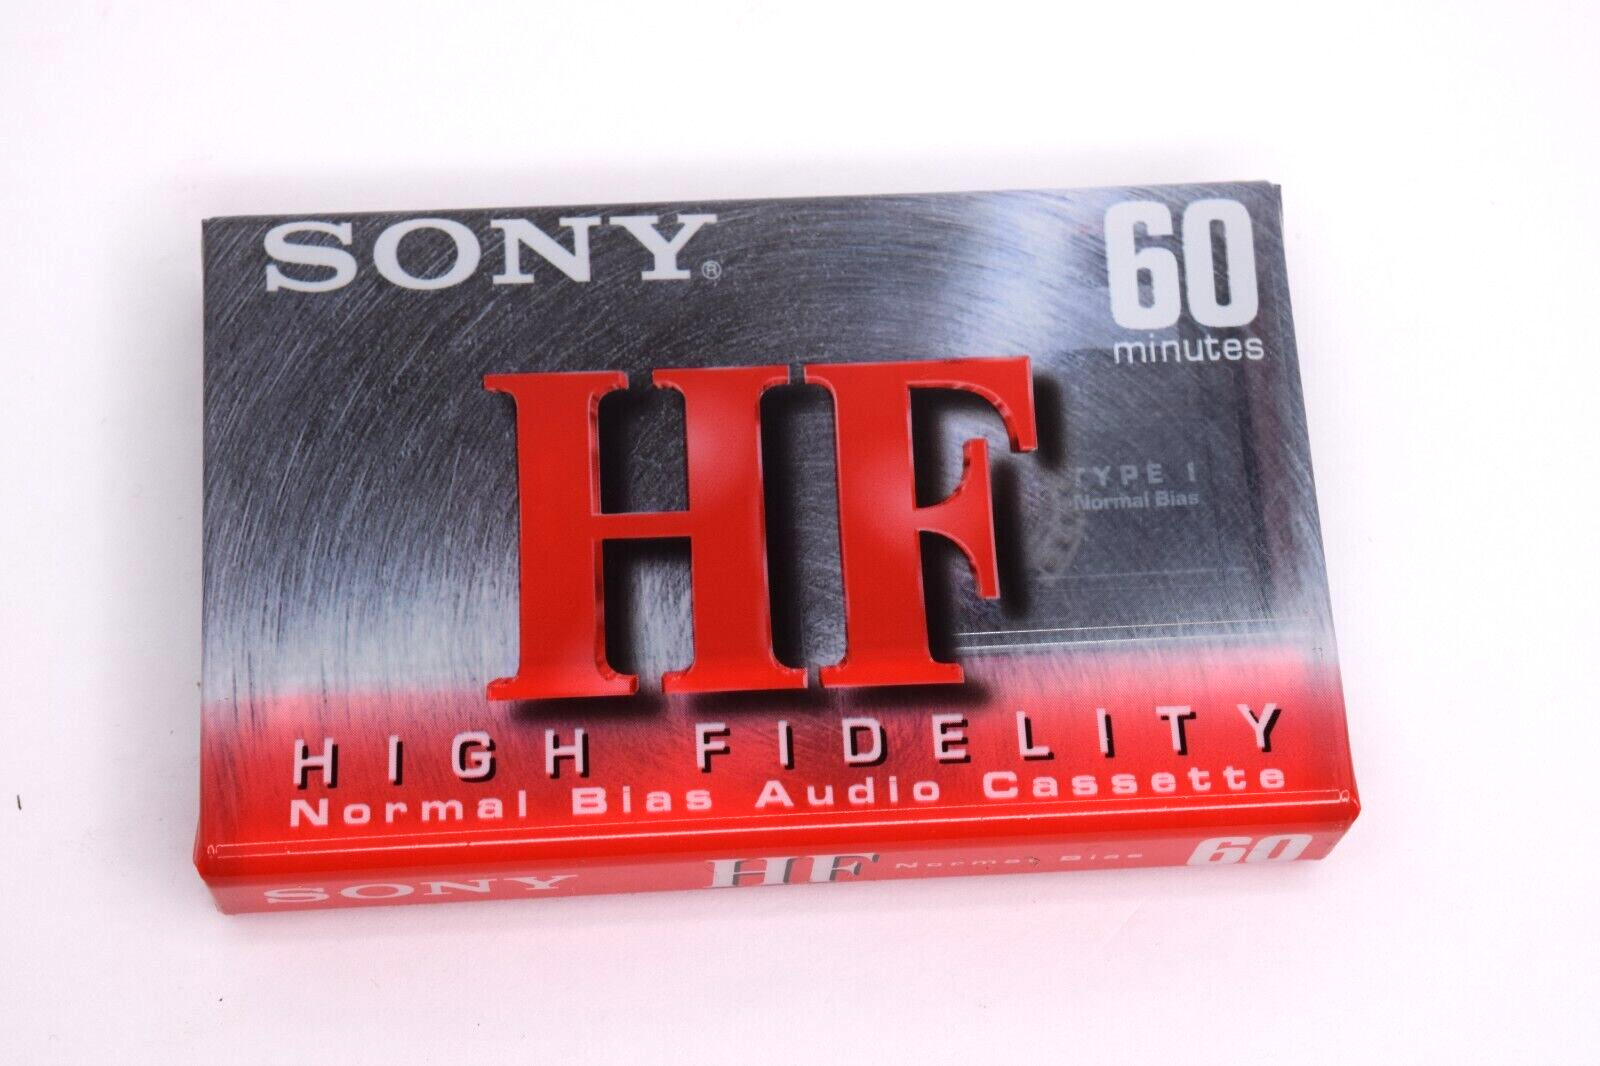 SONY®
60
minutes
HF
TYPE I
Normal Bias
HIGH FIDELITY
Normal Bias Audio Cassette
SONY HF Normal Bias 60